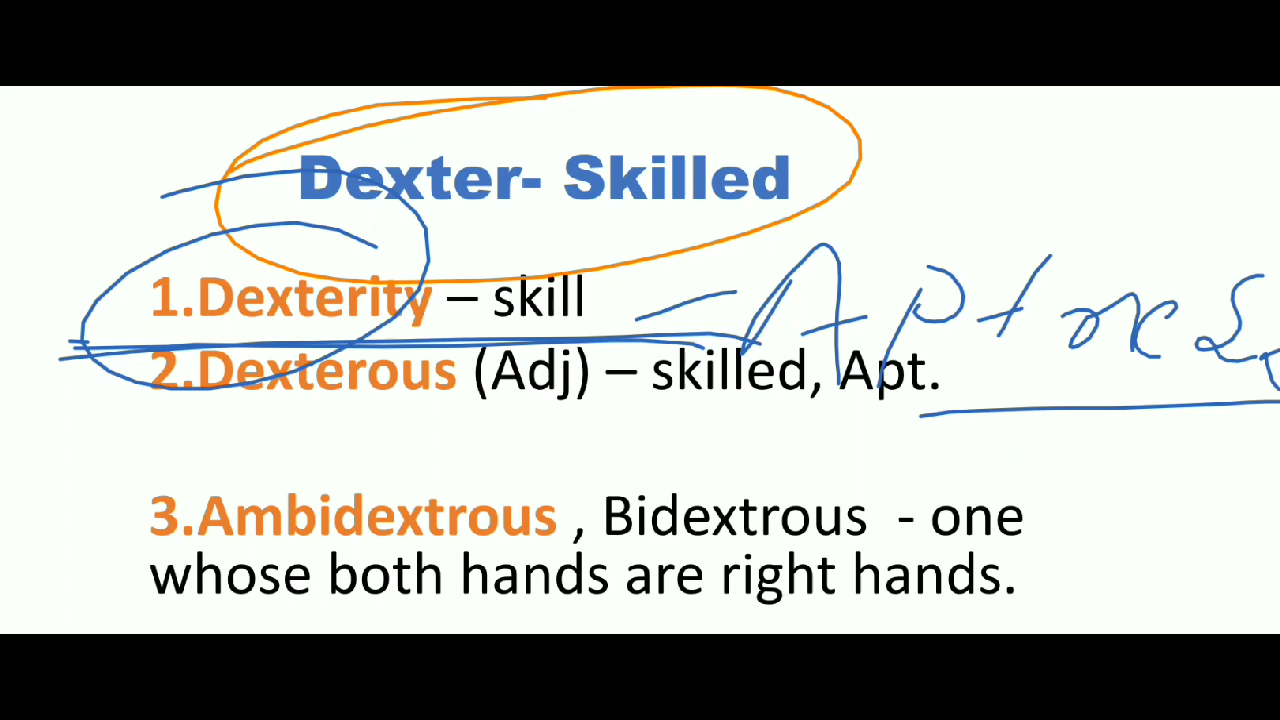 Dexter- Skilled
1.Dexterity – skill - Aptness
2.Dexterous (Adj) – skilled, Apt.
3.Ambidextrous , Bidextrous - one
whose both hands are right hands.